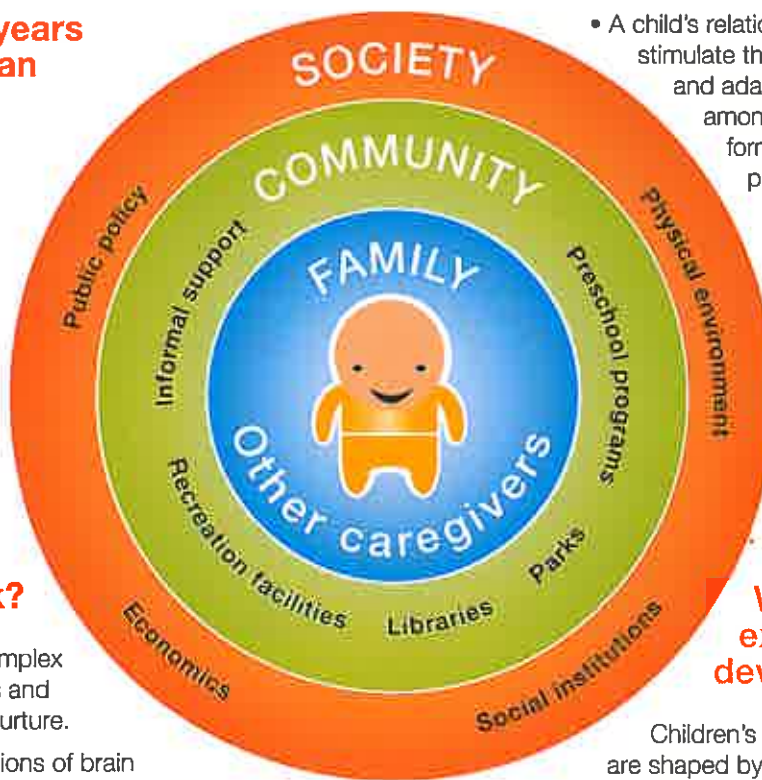 years
an
• A child's relatio
stimulate th
and ada
amon
for
p
SOCIETY
COMMUNITY
FAMILY
Other caregivers
Public policy
Physical environment
Informal support
Preschool programs
Recreation facilities
Libraries
Parks
Economics
Social institutions
k?
mplex
s and
urture.
ions of brain
W
ex
dev
Children's
are shaped by